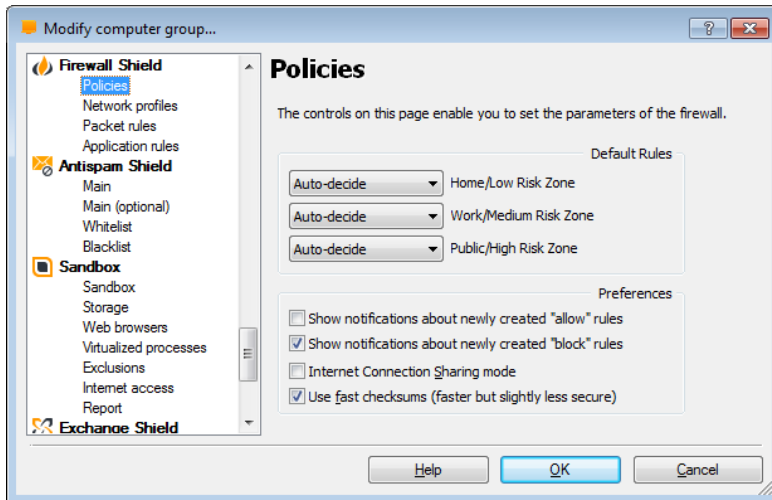 Modify computer group...
Firewall Shield
Policies
Network profiles
Packet rules
Application rules
Antispam Shield
Main
Main (optional)
Whitelist
Blacklist
Sandbox
Sandbox
Storage
Web browsers
Virtualized processes
Exclusions
Internet access
Report
Exchange Shield
Policies
The controls on this page enable you to set the parameters of the firewall.
Default Rules
Auto-decide Home/Low Risk Zone
Auto-decide Work/Medium Risk Zone
Auto-decide Public/High Risk Zone
Preferences
Show notifications about newly created "allow" rules
Show notifications about newly created "block" rules
Internet Connection Sharing mode
Use fast checksums (faster but slightly less secure)
Help OK Cancel